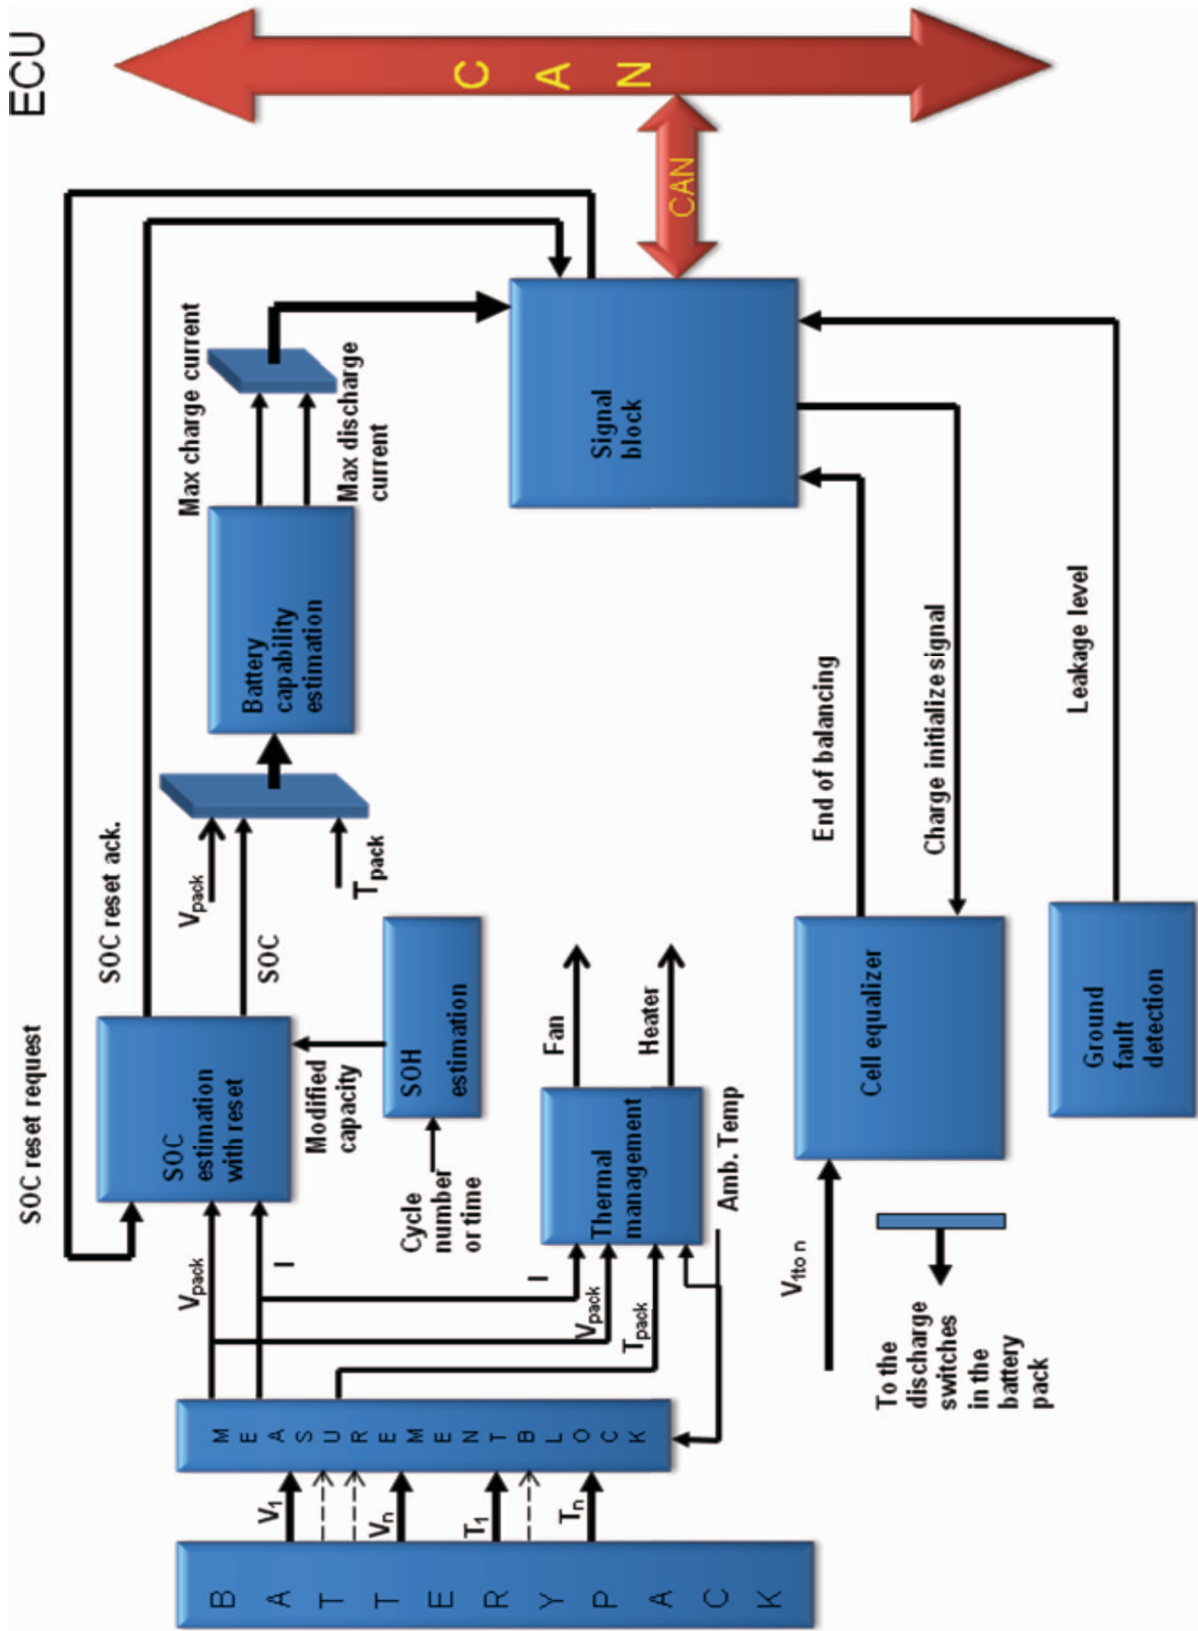 ECU
C A N
CAN
SOC reset request
SOC reset ack.
SOC
estimation
with reset
SOC
Modified
capacity
SOH
estimation
Cycle
number
or time
Vpack
I
Vpack
Tpack
Battery
capability
estimation
Max charge current
Max discharge
current
Signal
block
BATTERYPACK
V1
Vn
T1
Tn
MEASUREMENTBLOCK
I
Vpack
Tpack
Thermal
management
Fan
Heater
Amb. Temp
V1to n
Cell equalizer
End of balancing
Charge initialize signal
To the
discharge
switches
in the
battery
pack
Ground
fault
detection
Leakage level